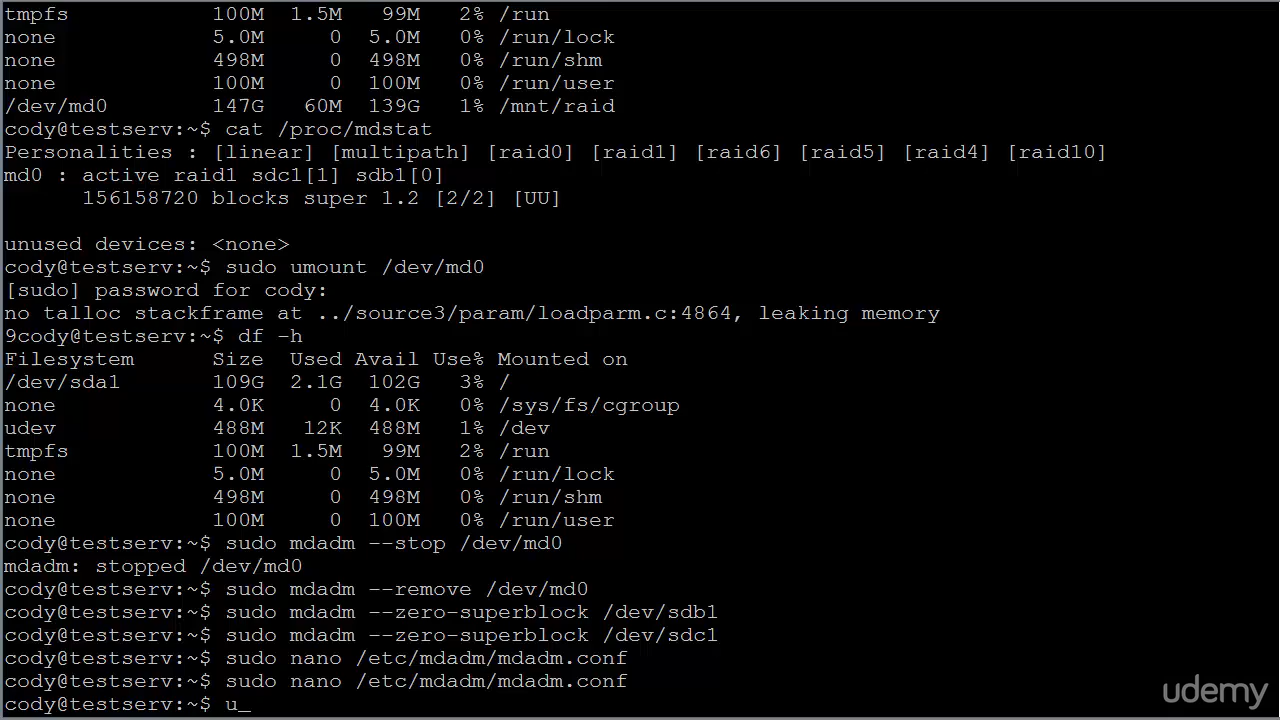 tmpfs 100M 1.5M 99M 2% /run
none 5.0M 0 5.0M 0% /run/lock
none 498M 0 498M 0% /run/shm
none 100M 0 100M 0% /run/user
/dev/md0 147G 60M 139G 1% /mnt/raid
cody@testserv:~$ cat /proc/mdstat
Personalities : [linear] [multipath] [raid0] [raid1] [raid6] [raid5] [raid4] [raid10]
md0 : active raid1 sdc1[1] sdb1[0]
156158720 blocks super 1.2 [2/2] [UU]
unused devices: <none>
cody@testserv:~$ sudo umount /dev/md0
[sudo] password for cody:
no talloc stackframe at ../source3/param/loadparm.c:4864, leaking memory
9cody@testserv:~$ df -h
Filesystem Size Used Avail Use% Mounted on
/dev/sda1 109G 2.1G 102G 3% /
none 4.0K 0 4.0K 0% /sys/fs/cgroup
udev 488M 12K 488M 1% /dev
tmpfs 100M 1.5M 99M 2% /run
none 5.0M 0 5.0M 0% /run/lock
none 498M 0 498M 0% /run/shm
none 100M 0 100M 0% /run/user
cody@testserv:~$ sudo mdadm --stop /dev/md0
mdadm: stopped /dev/md0
cody@testserv:~$ sudo mdadm --remove /dev/md0
cody@testserv:~$ sudo mdadm --zero-superblock /dev/sdb1
cody@testserv:~$ sudo mdadm --zero-superblock /dev/sdc1
cody@testserv:~$ sudo nano /etc/mdadm/mdadm.conf
cody@testserv:~$ sudo nano /etc/mdadm/mdadm.conf
cody@testserv:~$ u_
udemy